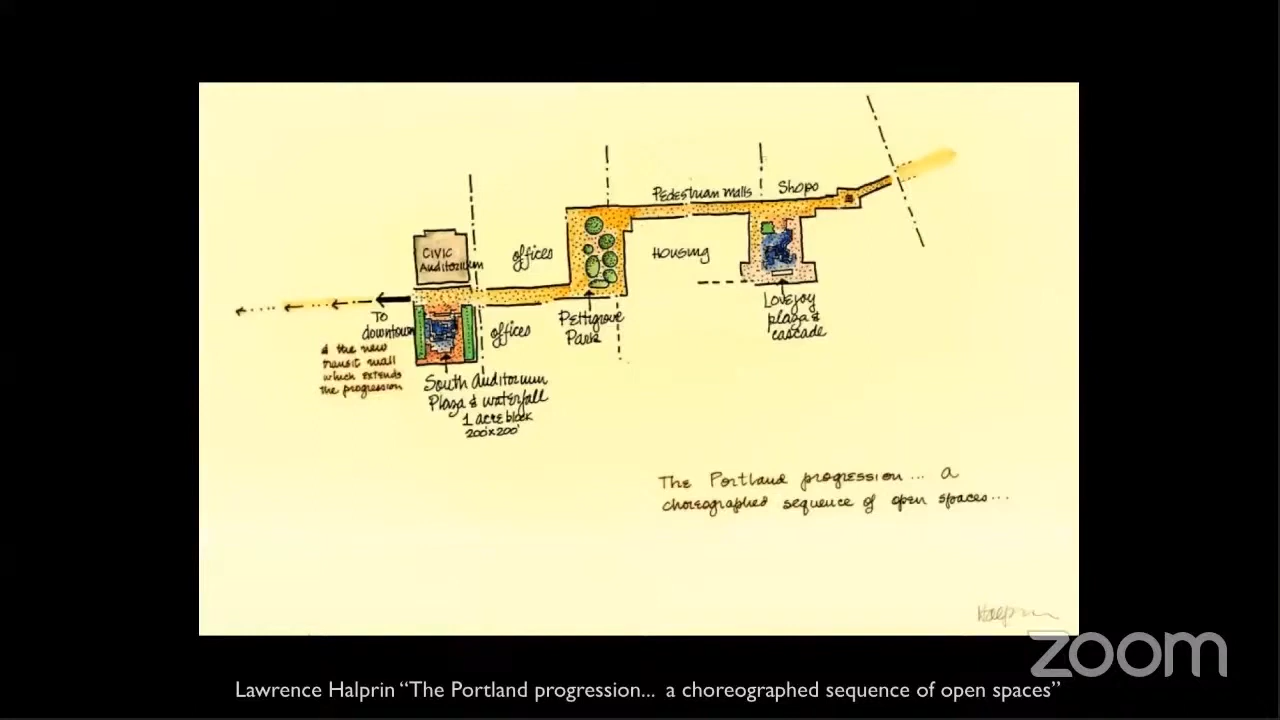 Pedestrian malls
Shops
CIVIC
Auditorium
offices
HOUSING
To
downtown
& the new
transit mall
which extends
the progression
offices
Pettigrove
Park
Lovejoy
plaza &
cascade
South Auditorium
Plaza & waterfall
1 acre block
200'x200'
The Portland progression... a
choreographed sequence of open spaces...
Halprin
zoom
Lawrence Halprin “The Portland progression... a choreographed sequence of open spaces”